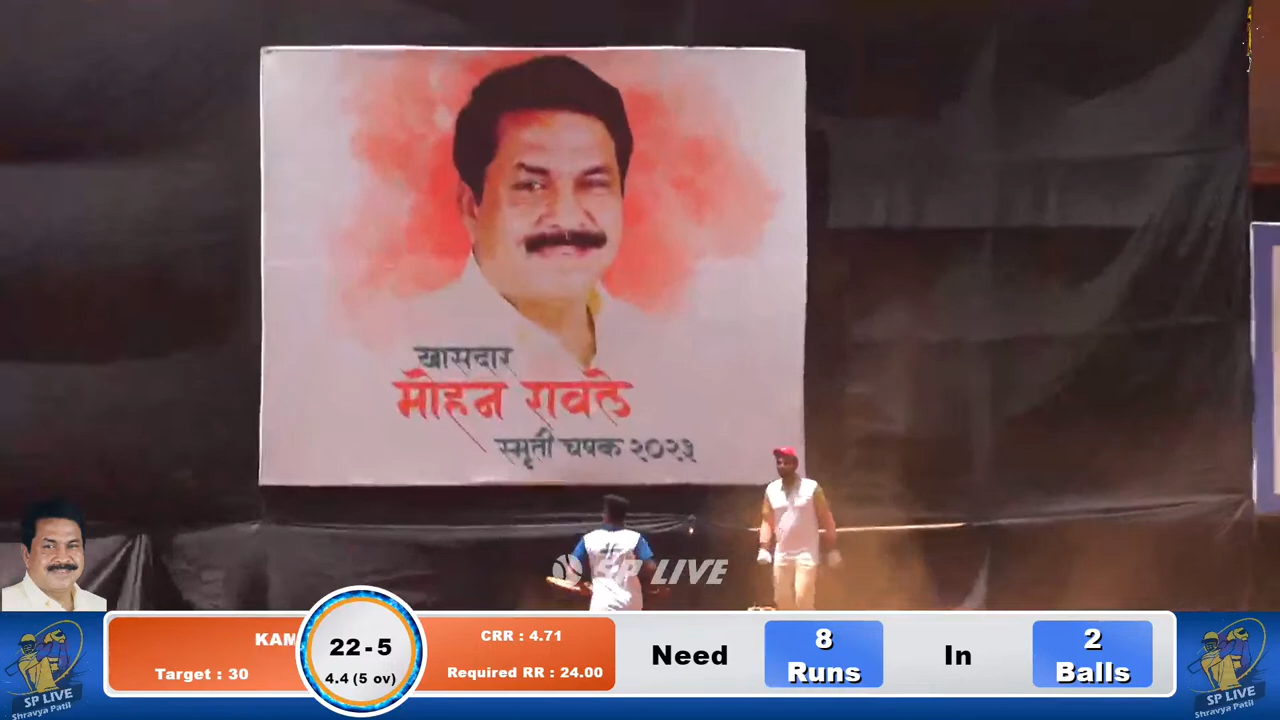 खासदार
मोहन रावले
स्मृती चषक २०२३
SP LIVE
KAM
Target : 30
22-5
4.4 (5 ov)
CRR : 4.71
Required RR : 24.00
Need
8
Runs
In
2
Balls
SP LIVE
Shravya Patil
SP LIVE
Shravya Patil